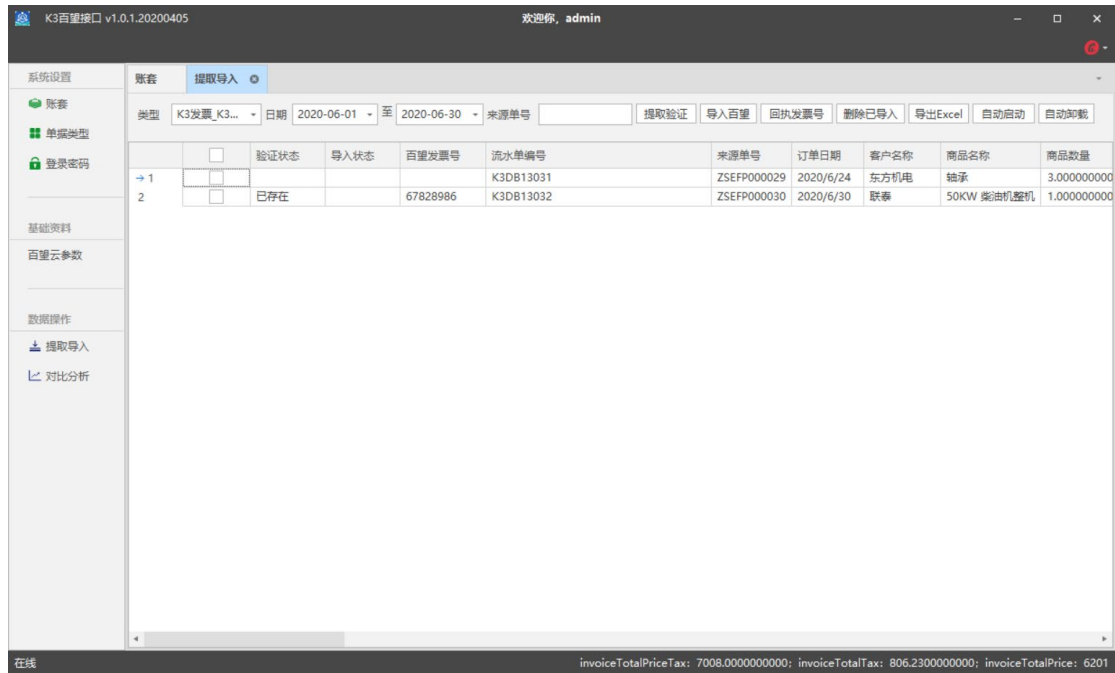 K3百望接口 v1.0.1.20200405 欢迎你，admin
系统设置
账套
单据类型
登录密码
基础资料
百望云参数
数据操作
提取导入
对比分析
账套 提取导入
类型 K3发票_K3... 日期 2020-06-01 至 2020-06-30 来源单号 提取验证 导入百望 回执发票号 删除已导入 导出Excel 自动启动 自动卸载
验证状态 导入状态 百望发票号 流水单编号 来源单号 订单日期 客户名称 商品名称 商品数量
1 K3DB13031 ZSEFP000029 2020/6/24 东方机电 轴承 3.000000000
2 已存在 67828986 K3DB13032 ZSEFP000030 2020/6/30 联泰 50KW 柴油机整机 1.000000000
在线 invoiceTotalPriceTax: 7008.0000000000; invoiceTotalTax: 806.2300000000; invoiceTotalPrice: 6201